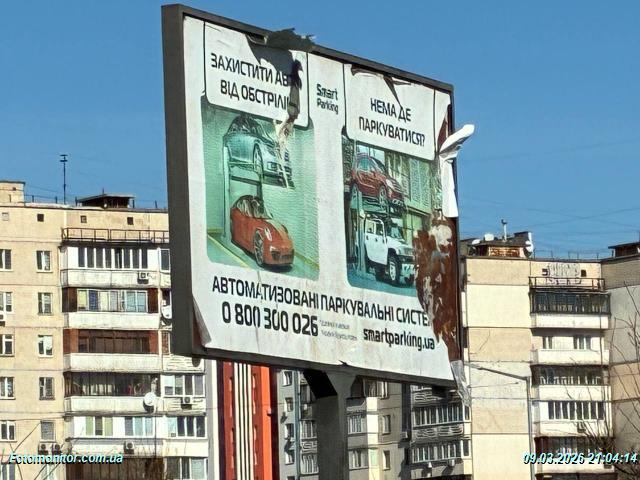 ЗАХИСТИТИ АВ
ВІД ОБСТРІЛІ
Smart
Parking
НЕМА ДЕ
ПАРКУВАТИСЯ?
АВТОМАТИЗОВАНІ ПАРКУВАЛЬНІ СИСТЕ
0 800 300 026
smartparking.ua
Fotomonitor.com.ua
09.03.2026 21:04:14